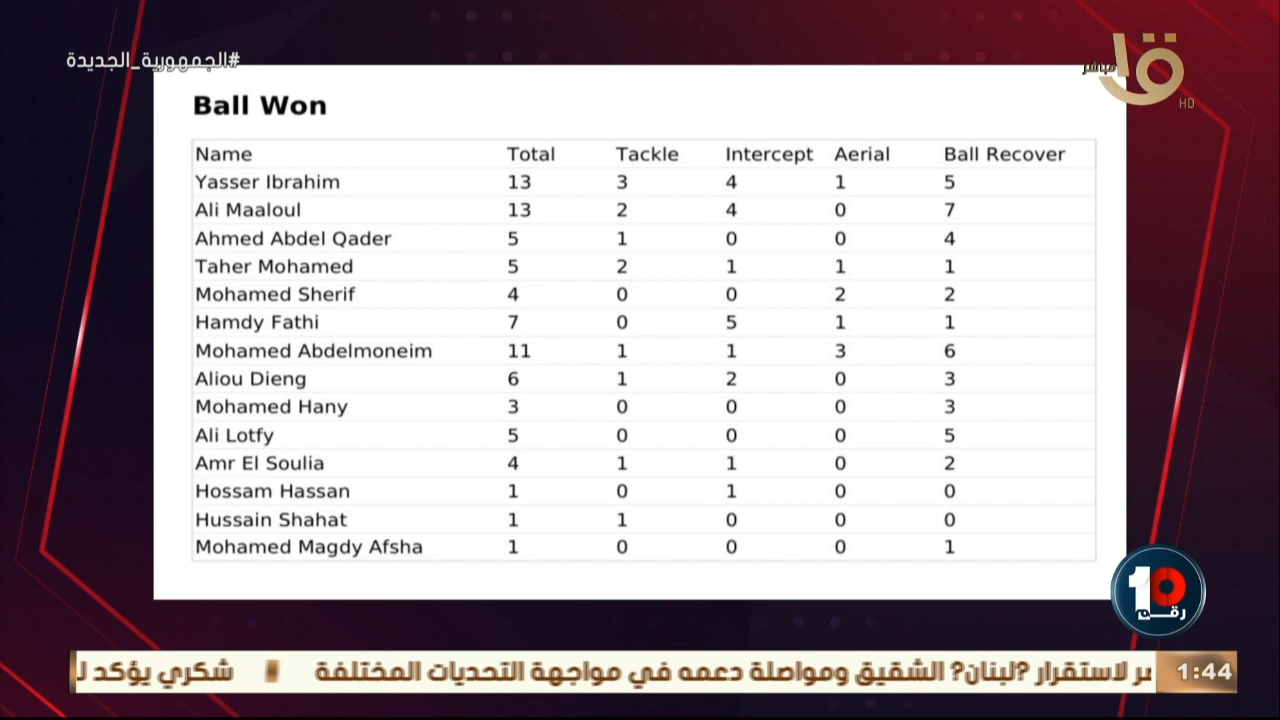 #الجمهورية_الجديدة
مباشر
HD
Ball Won
Name Total Tackle Intercept Aerial Ball Recover
Yasser Ibrahim 13 3 4 1 5
Ali Maaloul 13 2 4 0 7
Ahmed Abdel Qader 5 1 0 0 4
Taher Mohamed 5 2 1 1 1
Mohamed Sherif 4 0 0 2 2
Hamdy Fathi 7 0 5 1 1
Mohamed Abdelmoneim 11 1 1 3 6
Aliou Dieng 6 1 2 0 3
Mohamed Hany 3 0 0 0 3
Ali Lotfy 5 0 0 0 5
Amr El Soulia 4 1 1 0 2
Hossam Hassan 1 0 1 0 0
Hussain Shahat 1 1 0 0 0
Mohamed Magdy Afsha 1 0 0 0 1
10
رقم
لاستقرار ?لبنان? الشقيق ومواصلة دعمه في مواجهة التحديات المختلفة شكري يؤكد
1:44